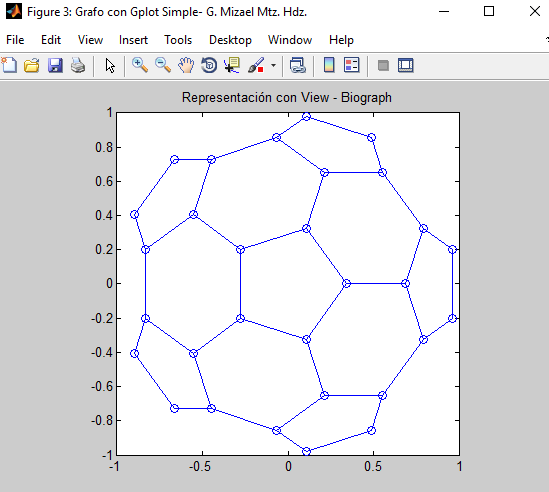 Figure 3: Grafo con Gplot Simple- G. Mizael Mtz. Hdz.
File Edit View Insert Tools Desktop Window Help
Representación con View - Biograph
1
0.8
0.6
0.4
0.2
0
-0.2
-0.4
-0.6
-0.8
-1
-1 -0.5 0 0.5 1